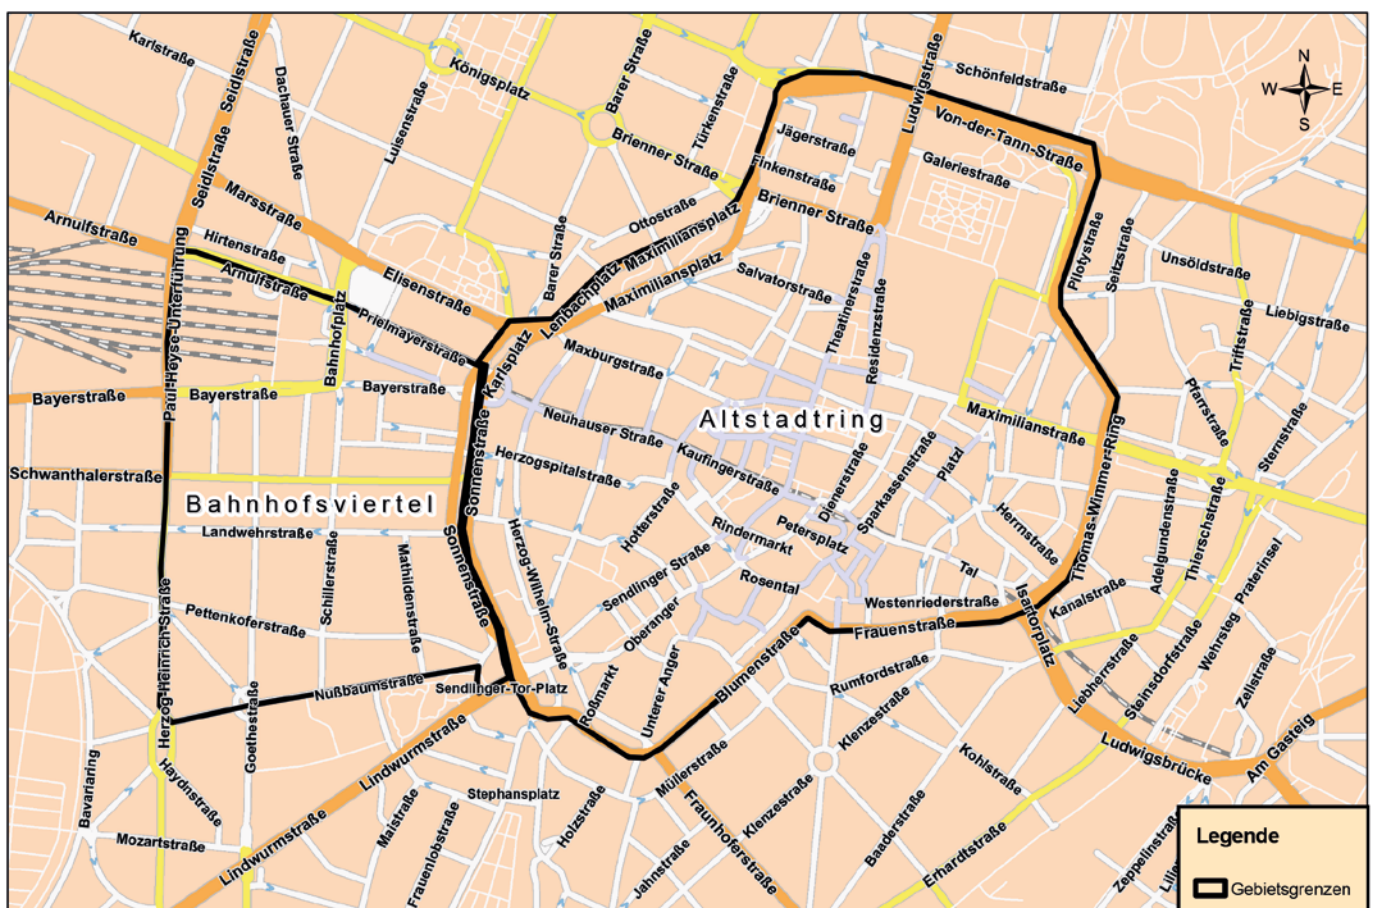 Karlstraße
Seidlstraße
Seidlstraße
Seidlstraße
Dachauer Straße
Luisenstraße
Königsplatz
Barer Straße
Türkenstraße
Brienner Straße
Ludwigstraße
Schönfeldstraße
N
W
E
S
Von-der-Tann-Straße
Jägerstraße
Finkenstraße
Galeriestraße
Brienner Straße
Marsstraße
Arnulfstraße
Hirtenstraße
Arnulfstraße
Ottostraße
Barer Straße
Maximiliansplatz
Lenbachplatz
Maximiliansplatz
Salvatorstraße
Theatinerstraße
Residenzstraße
Pilotystraße
Seitzstraße
Unsöldstraße
Liebigstraße
Triftstraße
Elisenstraße
Prielmayerstraße
Bahnhofplatz
Paul-Heyse-Unterführung
Karlsplatz
Maxburgstraße
Bayerstraße
Bayerstraße
Bayerstraße
Neuhauser Straße
Altstadtring
Maximilianstraße
Pfarrstraße
Sternstraße
Schwanthalerstraße
Sonnenstraße
Herzogspitalstraße
Kaufingerstraße
Dienerstraße
Sparkassenstraße
Platzl
Thomas-Wimmer-Ring
Bahnhofsviertel
Hotterstraße
Rindermarkt
Petersplatz
Herrnstraße
Adelgundenstraße
Thierschstraße
Landwehrstraße
Schillerstraße
Mathildenstraße
Sonnenstraße
Herzog-Wilhelm-Straße
Sendlinger Straße
Rosental
Tal
Praterinsel
Pettenkoferstraße
Herzog-Heinrich-Straße
Oberanger
Westenriederstraße
Isartorplatz
Kanalstraße
Frauenstraße
Wehrsteg
Nußbaumstraße
Sendlinger-Tor-Platz
Roßmarkt
Unterer Anger
Blumenstraße
Rumfordstraße
Liebherrstraße
Steinsdorfstraße
Zellstraße
Goethestraße
Lindwurmstraße
Klenzestraße
Kohlstraße
Ludwigsbrücke
Am Gasteig
Bavariaring
Haydnstraße
Müllerstraße
Stephansplatz
Holzstraße
Fraunhoferstraße
Klenzestraße
Baaderstraße
Mozartstraße
Lindwurmstraße
Maistraße
Frauenlobstraße
Jahnstraße
Erhardtstraße
Zeppelinstraße
Legende
Gebietsgrenzen